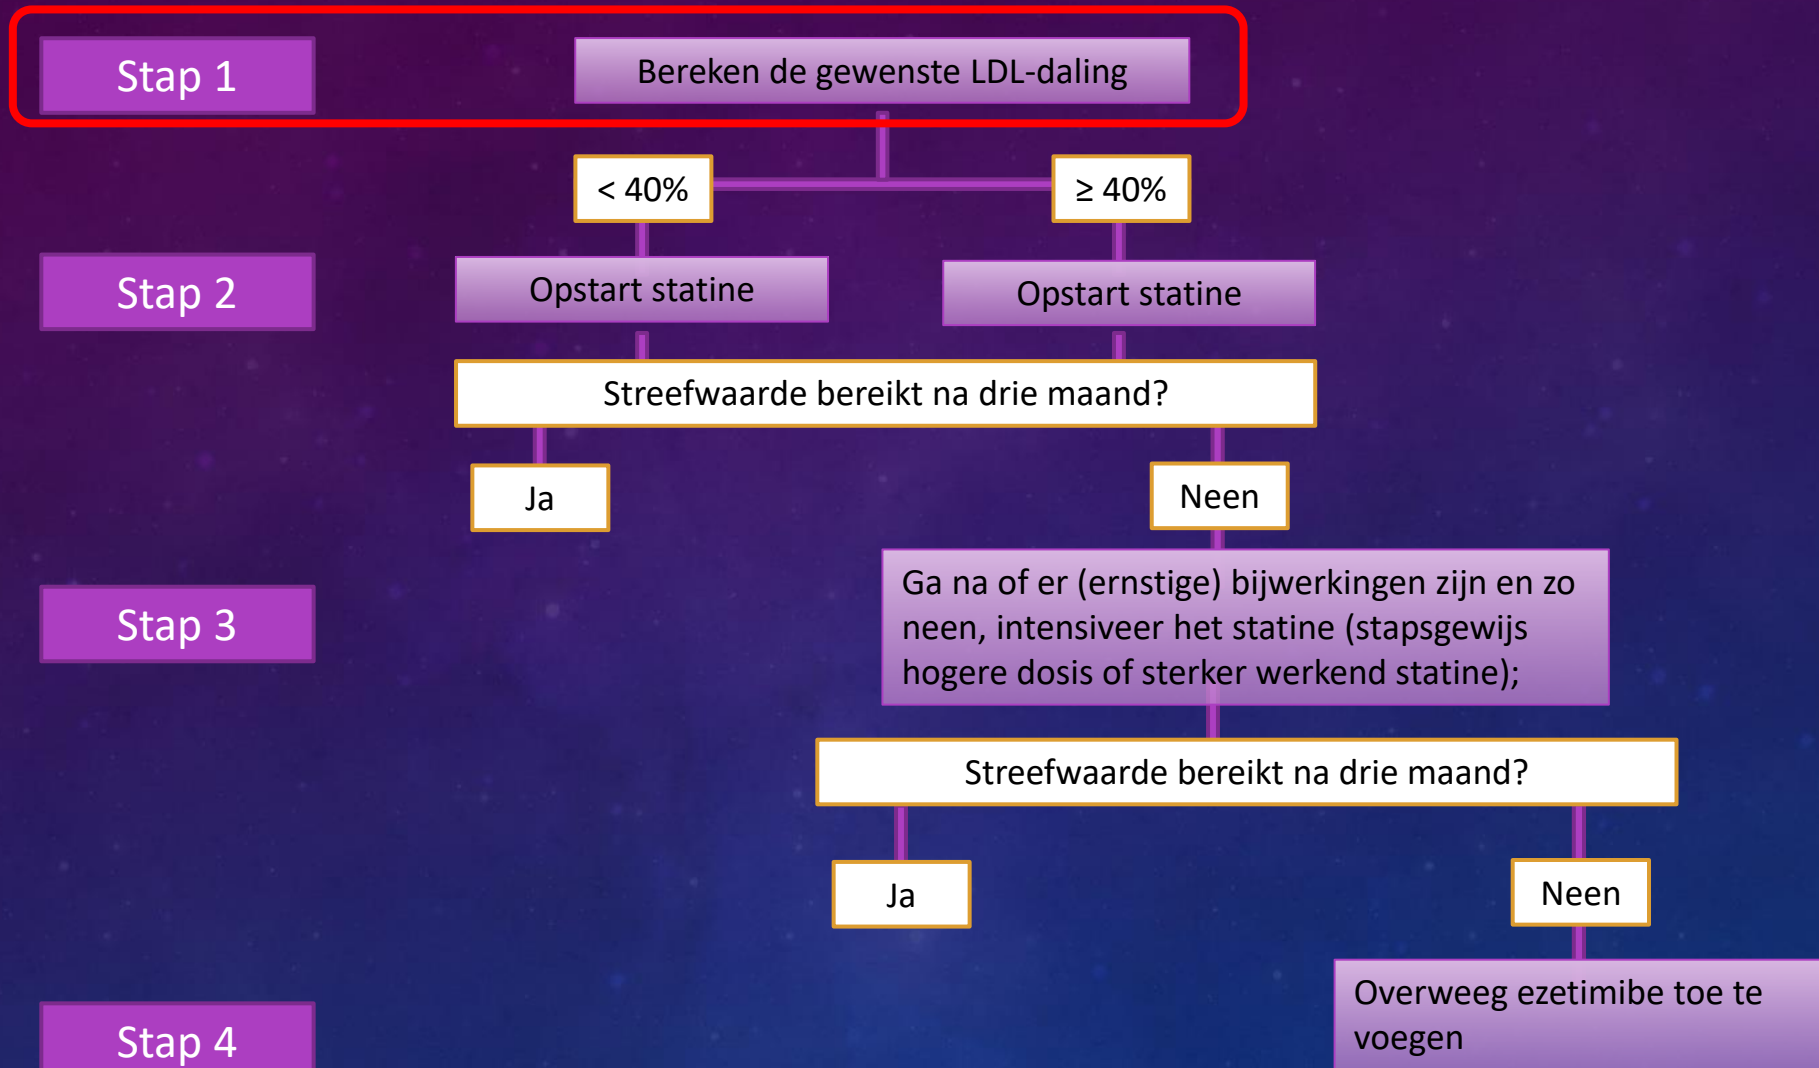 Stap 1
Bereken de gewenste LDL-daling
< 40%
≥ 40%
Stap 2
Opstart statine
Opstart statine
Streefwaarde bereikt na drie maand?
Ja
Neen
Stap 3
Ga na of er (ernstige) bijwerkingen zijn en zo
neen, intensiveer het statine (stapsgewijs
hogere dosis of sterker werkend statine);
Streefwaarde bereikt na drie maand?
Ja
Neen
Stap 4
Overweeg ezetimibe toe te
voegen